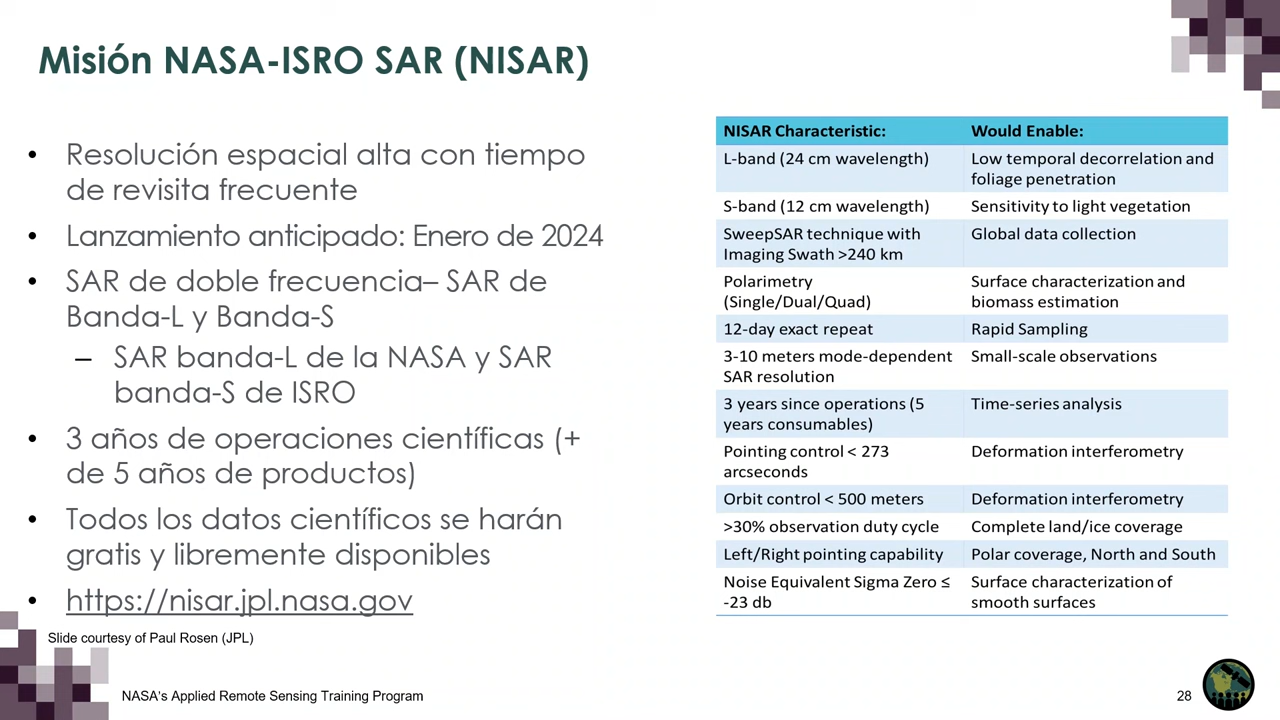 Misión NASA-ISRO SAR (NISAR)
• Resolución espacial alta con tiempo
de revisita frecuente
• Lanzamiento anticipado: Enero de 2024
• SAR de doble frecuencia– SAR de
Banda-L y Banda-S
– SAR banda-L de la NASA y SAR
banda-S de ISRO
• 3 años de operaciones científicas (+
de 5 años de productos)
• Todos los datos científicos se harán
gratis y libremente disponibles
• https://nisar.jpl.nasa.gov
Slide courtesy of Paul Rosen (JPL)
NISAR Characteristic: Would Enable:
L-band (24 cm wavelength) Low temporal decorrelation and
foliage penetration
S-band (12 cm wavelength) Sensitivity to light vegetation
SweepSAR technique with Global data collection
Imaging Swath >240 km
Polarimetry Surface characterization and
(Single/Dual/Quad) biomass estimation
12-day exact repeat Rapid Sampling
3-10 meters mode-dependent Small-scale observations
SAR resolution
3 years since operations (5 Time-series analysis
years consumables)
Pointing control < 273 Deformation interferometry
arcseconds
Orbit control < 500 meters Deformation interferometry
>30% observation duty cycle Complete land/ice coverage
Left/Right pointing capability Polar coverage, North and South
Noise Equivalent Sigma Zero ≤ Surface characterization of
-23 db smooth surfaces
NASA's Applied Remote Sensing Training Program
28